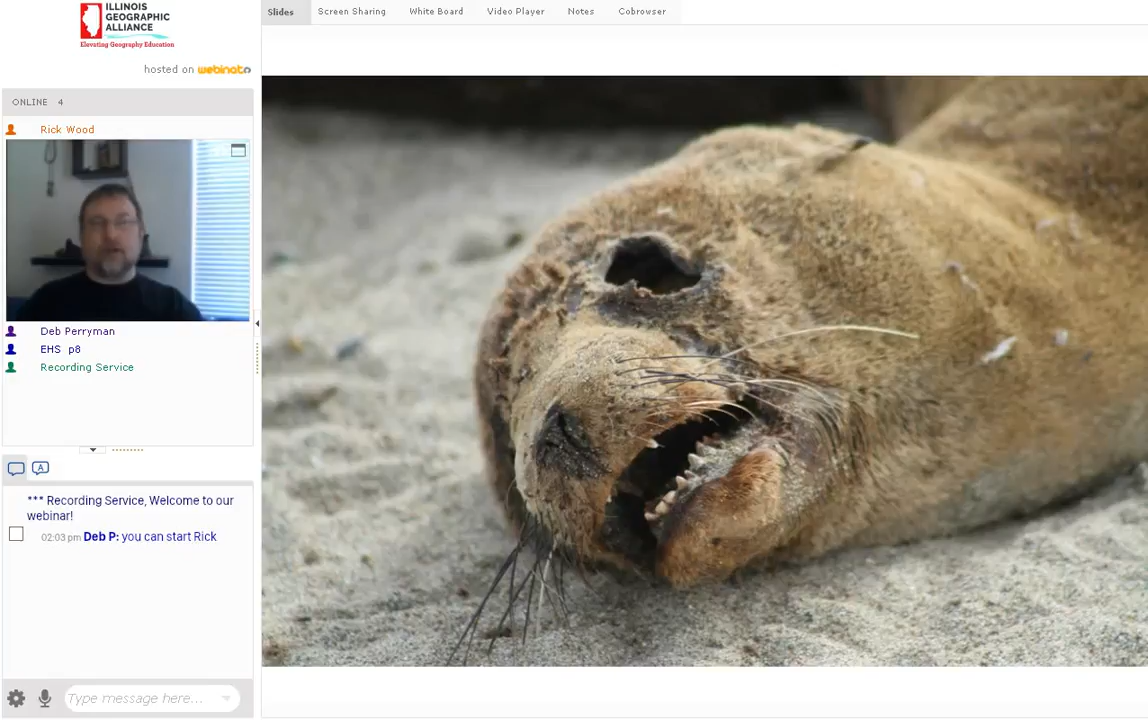 ILLINOIS
GEOGRAPHIC
ALLIANCE
Elevating Geography Education
hosted on webinato
ONLINE 4
Rick Wood
Deb Perryman
EHS p8
Recording Service
*** Recording Service, Welcome to our
webinar!
02:03 pm Deb P: you can start Rick
Type message here...
Slides
Screen Sharing
White Board
Video Player
Notes
Cobrowser